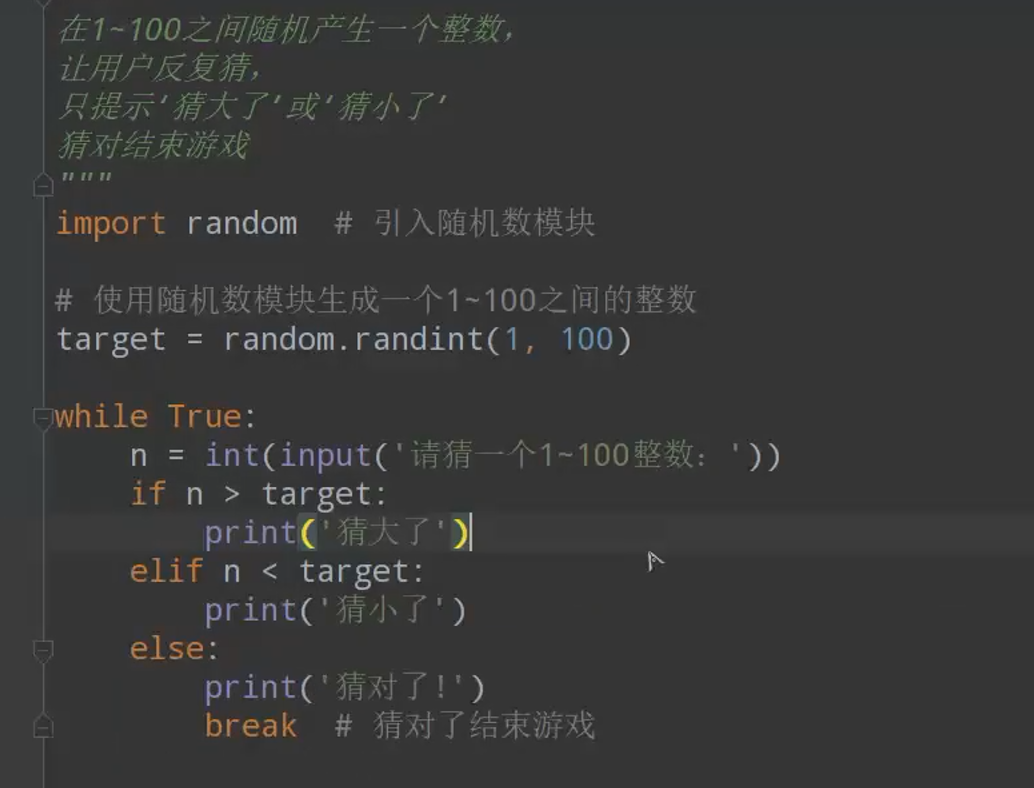 在1~100之间随机产生一个整数，
让用户反复猜，
只提示‘猜大了’或‘猜小了’
猜对结束游戏
"""
import random  # 引入随机数模块
# 使用随机数模块生成一个1~100之间的整数
target = random.randint(1, 100)
while True:
    n = int(input('请猜一个1~100整数：'))
    if n > target:
        print('猜大了')
    elif n < target:
        print('猜小了')
    else:
        print('猜对了!')
        break  # 猜对了结束游戏